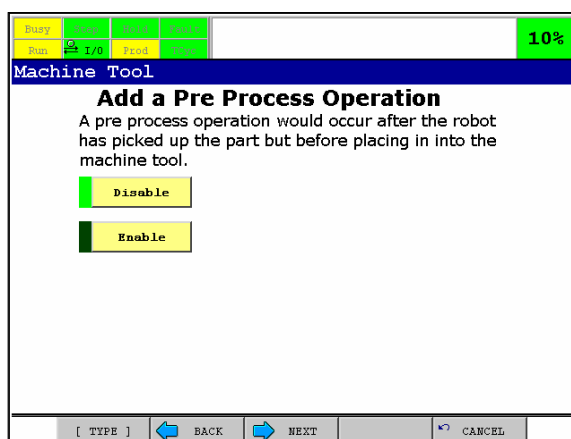 Busy Step Hold Fault
Run I/O Prod TCyc
10%
Machine Tool
Add a Pre Process Operation
A pre process operation would occur after the robot
has picked up the part but before placing in into the
machine tool.
Disable
Enable
[ TYPE ] BACK NEXT CANCEL